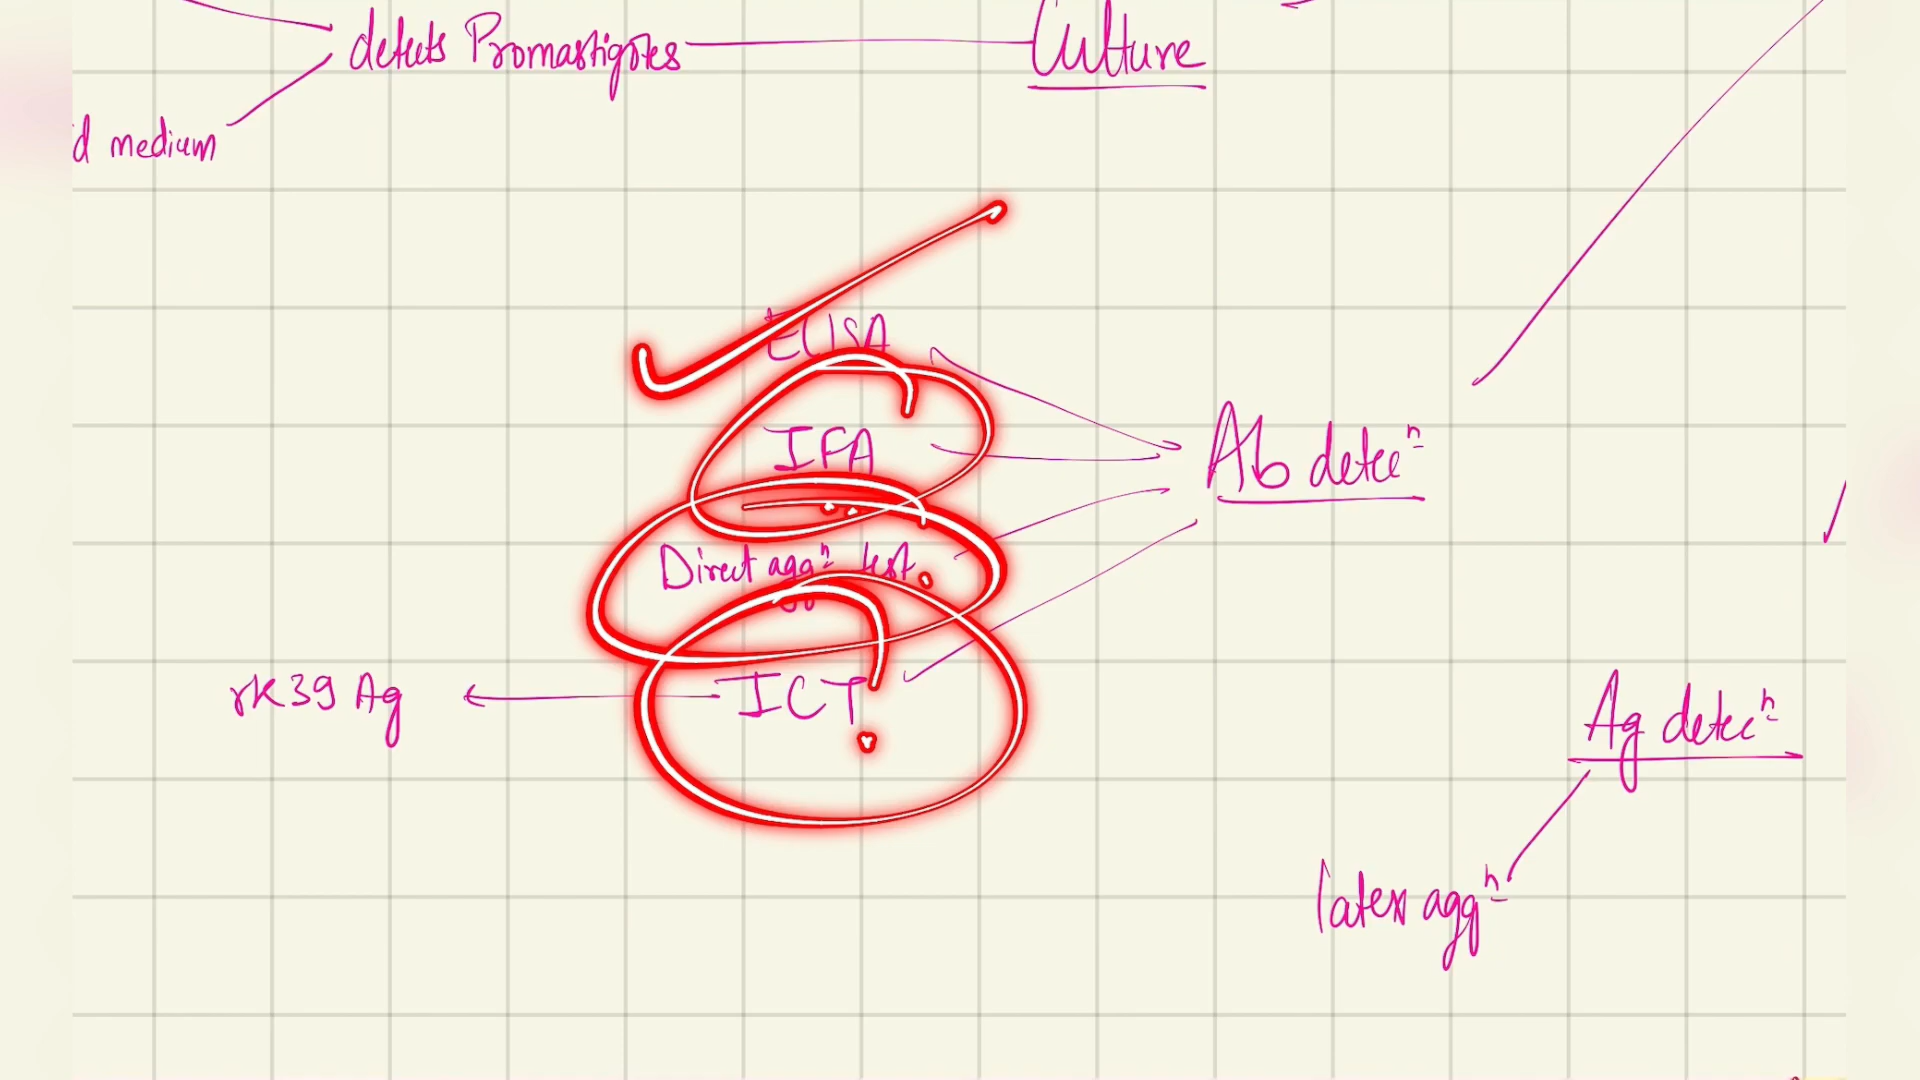 detects Promastigotes
Culture
d medium
ELISA
IFA
Ab detecⁿ
Direct aggⁿ test
rK39 Ag
ICT
Ag detecⁿ
latex aggⁿ